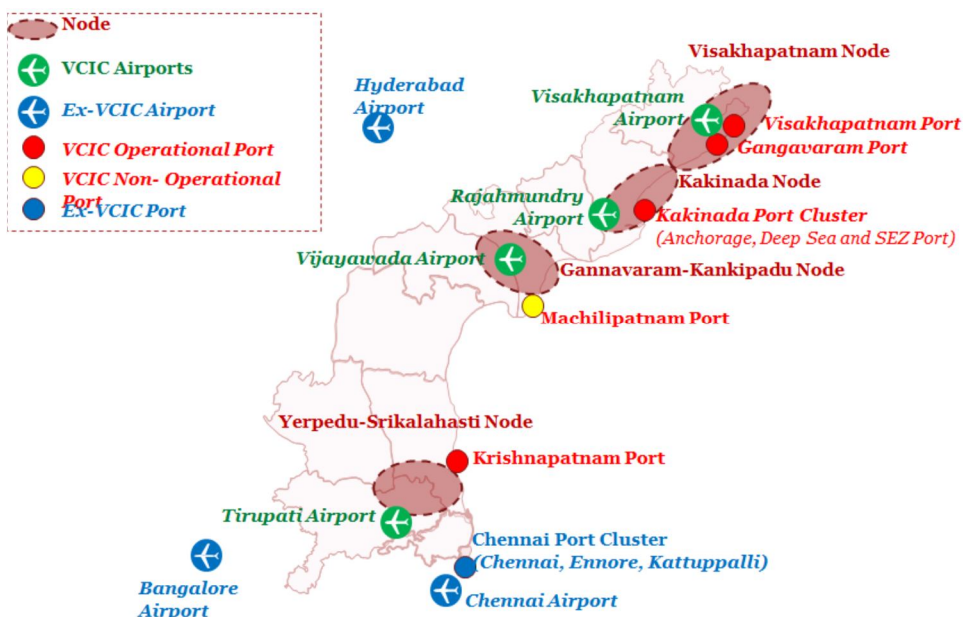 Node
VCIC Airports
Ex-VCIC Airport
VCIC Operational Port
VCIC Non- Operational
Port
Ex-VCIC Port
Hyderabad
Airport
Visakhapatnam Node
Visakhapatnam
Airport
Visakhapatnam Port
Gangavaram Port
Kakinada Node
Rajahmundry
Airport
Kakinada Port Cluster
(Anchorage, Deep Sea and SEZ Port)
Vijayawada Airport
Gannavaram-Kankipadu Node
Machilipatnam Port
Yerpedu-Srikalahasti Node
Krishnapatnam Port
Tirupati Airport
Chennai Port Cluster
(Chennai, Ennore, Kattuppalli)
Bangalore
Airport
Chennai Airport